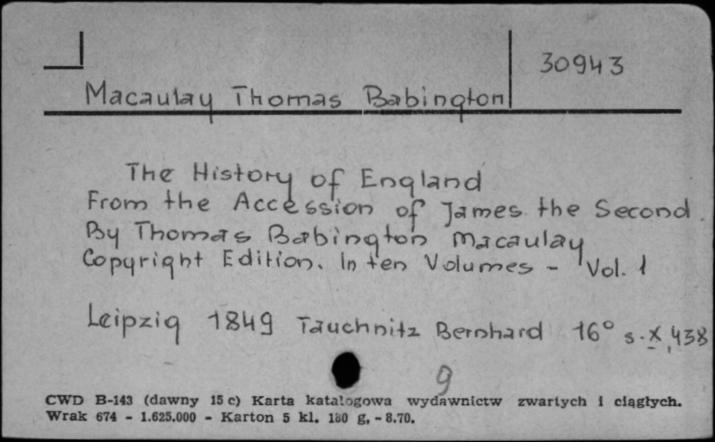 30943
Macaulay Thomas Babington
The History of England
From the Accession of James the Second.
By Thomas Babington Macaulay
Copyright Edition. In ten Volumes - Vol. 1
Leipzig 1849 Tauchnitz Bernhard 16° s. X, 438
9
CWD B-143 (dawny 15 c) Karta katalogowa wydawnictw zwartych i ciągłych.
Wrak 674 - 1.625.000 - Karton 5 kl. 180 g, - 8.70.